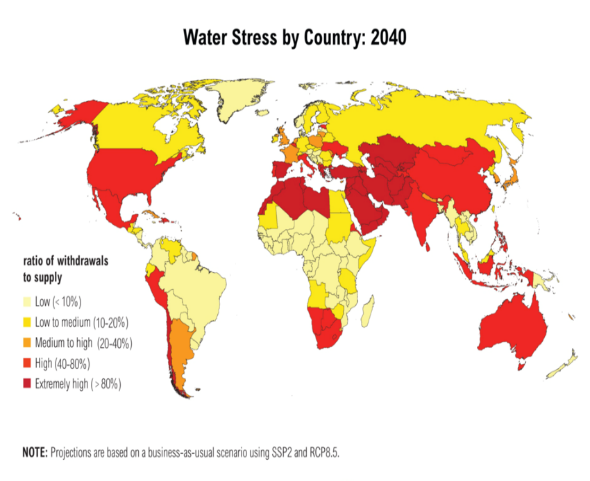 Water Stress by Country: 2040
ratio of withdrawals
to supply
Low (< 10%)
Low to medium (10-20%)
Medium to high (20-40%)
High (40-80%)
Extremely high (> 80%)
NOTE: Projections are based on a business-as-usual scenario using SSP2 and RCP8.5.